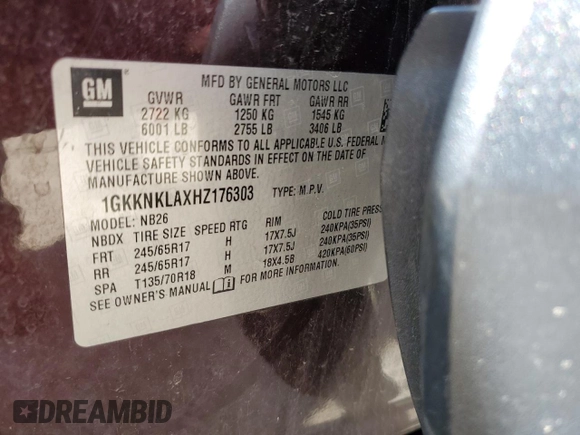 GM
MFD BY GENERAL MOTORS LLC
GVWR GAWR FRT GAWR RR
2722 KG 1250 KG 1545 KG
6001 LB 2755 LB 3406 LB
THIS VEHICLE CONFORMS TO ALL APPLICABLE U.S. FEDERAL
VEHICLE SAFETY STANDARDS IN EFFECT ON THE DATE OF
MANUFACTURE SHOWN ABOVE.
1GKKNKLAXHZ176303 TYPE: M.P.V.
MODEL: NB26
NBDX TIRE SIZE SPEED RTG RIM COLD TIRE PRES
FRT 245/65R17 H 17X7.5J 240KPA(35PSI)
RR 245/65R17 H 17X7.5J 240KPA(35PSI)
SPA T135/70R18 M 18X4.5B 420KPA(60PSI)
SEE OWNER'S MANUAL FOR MORE INFORMATION.
DREAMBID